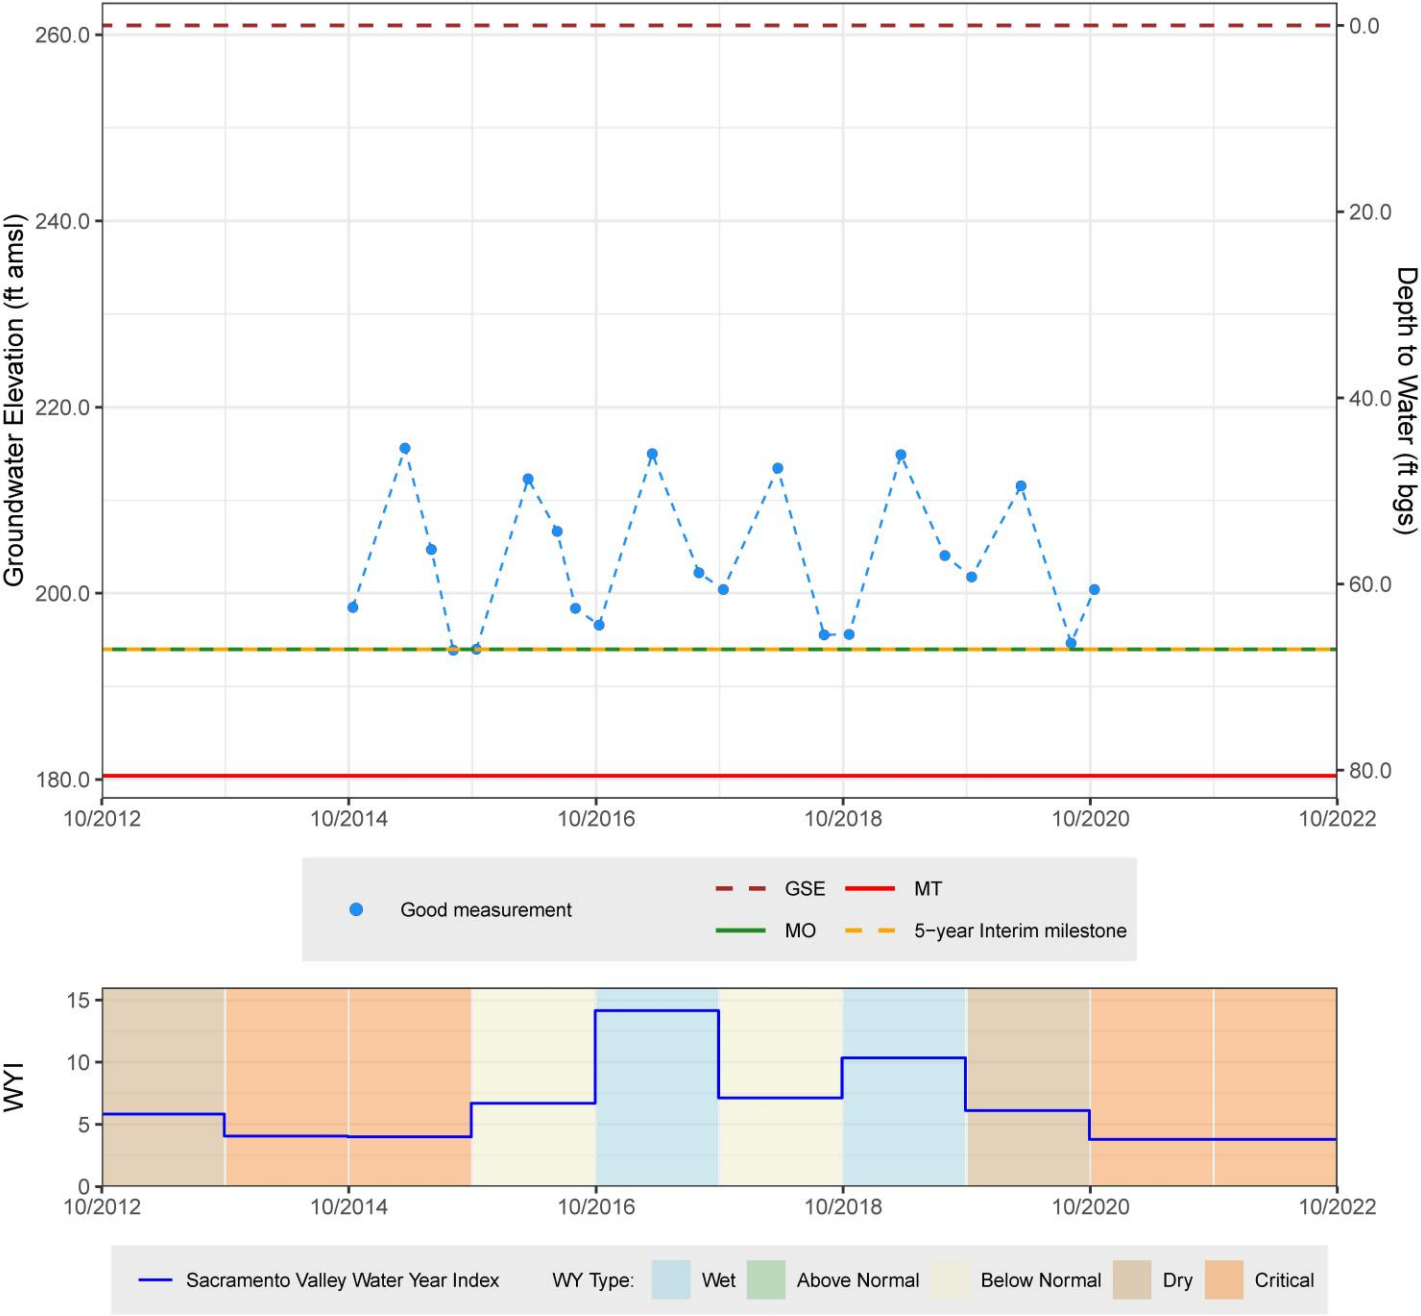 Groundwater Elevation (ft amsl)
260.0
240.0
220.0
200.0
180.0
0.0
20.0
40.0
60.0
80.0
Depth to Water (ft bgs)
10/2012 10/2014 10/2016 10/2018 10/2020 10/2022
Good measurement
GSE MT
MO 5−year Interim milestone
WYI
15
10
5
0
10/2012 10/2014 10/2016 10/2018 10/2020 10/2022
Sacramento Valley Water Year Index WY Type: Wet Above Normal Below Normal Dry Critical